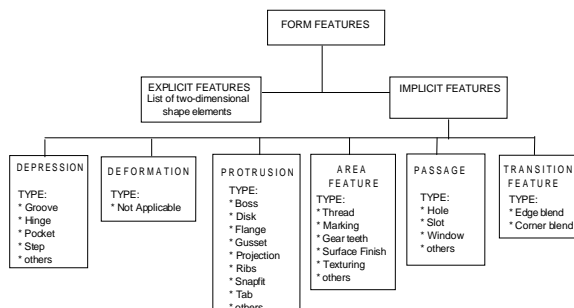 FORM FEATURES
EXPLICIT FEATURES
List of two-dimensional
shape elements
IMPLICIT FEATURES
DEPRESSION
TYPE:
* Groove
* Hinge
* Pocket
* Step
* others
DEFORMATION
TYPE:
* Not Applicable
PROTRUSION
TYPE:
* Boss
* Disk
* Flange
* Gusset
* Projection
* Ribs
* Snapfit
* Tab
* others
AREA
FEATURE
TYPE:
* Thread
* Marking
* Gear teeth
* Surface Finish
* Texturing
* others
PASSAGE
TYPE:
* Hole
* Slot
* Window
* others
TRANSITION
FEATURE
TYPE:
* Edge blend
* Corner blend